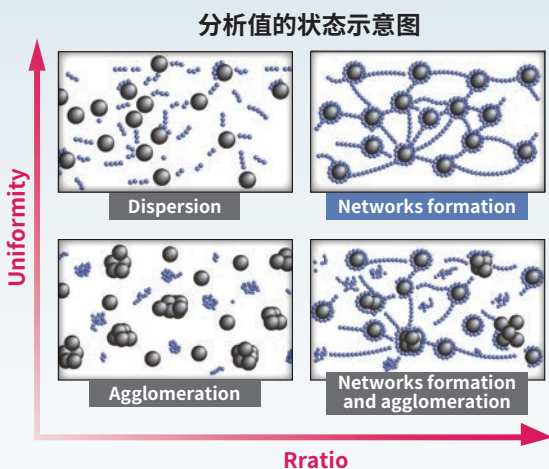 分析值的状态示意图
Uniformity
Dispersion
Networks formation
Agglomeration
Networks formation
and agglomeration
Rratio